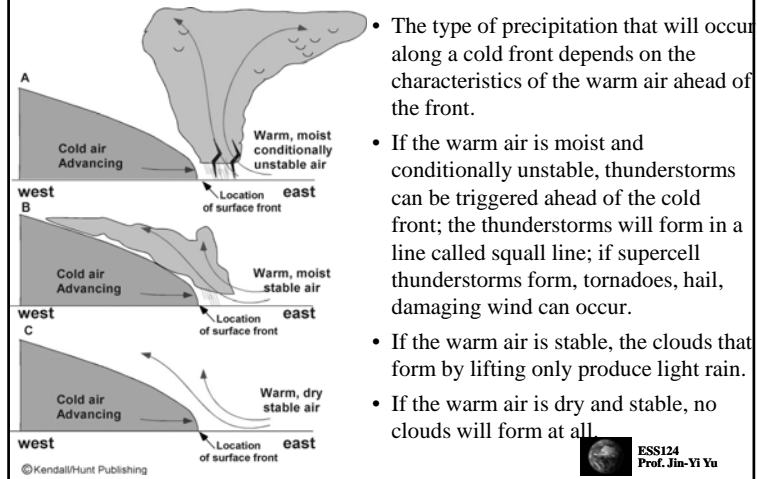 A
Cold air
Advancing
Warm, moist
conditionally
unstable air
west
Location
of surface front
east
B
Cold air
Advancing
Warm, moist
stable air
west
Location
of surface front
east
C
Cold air
Advancing
Warm, dry
stable air
west
Location
of surface front
east
©Kendall/Hunt Publishing
• The type of precipitation that will occur
along a cold front depends on the
characteristics of the warm air ahead of
the front.
• If the warm air is moist and
conditionally unstable, thunderstorms
can be triggered ahead of the cold
front; the thunderstorms will form in a
line called squall line; if supercell
thunderstorms form, tornadoes, hail,
damaging wind can occur.
• If the warm air is stable, the clouds that
form by lifting only produce light rain.
• If the warm air is dry and stable, no
clouds will form at all.
ESS124
Prof. Jin-Yi Yu